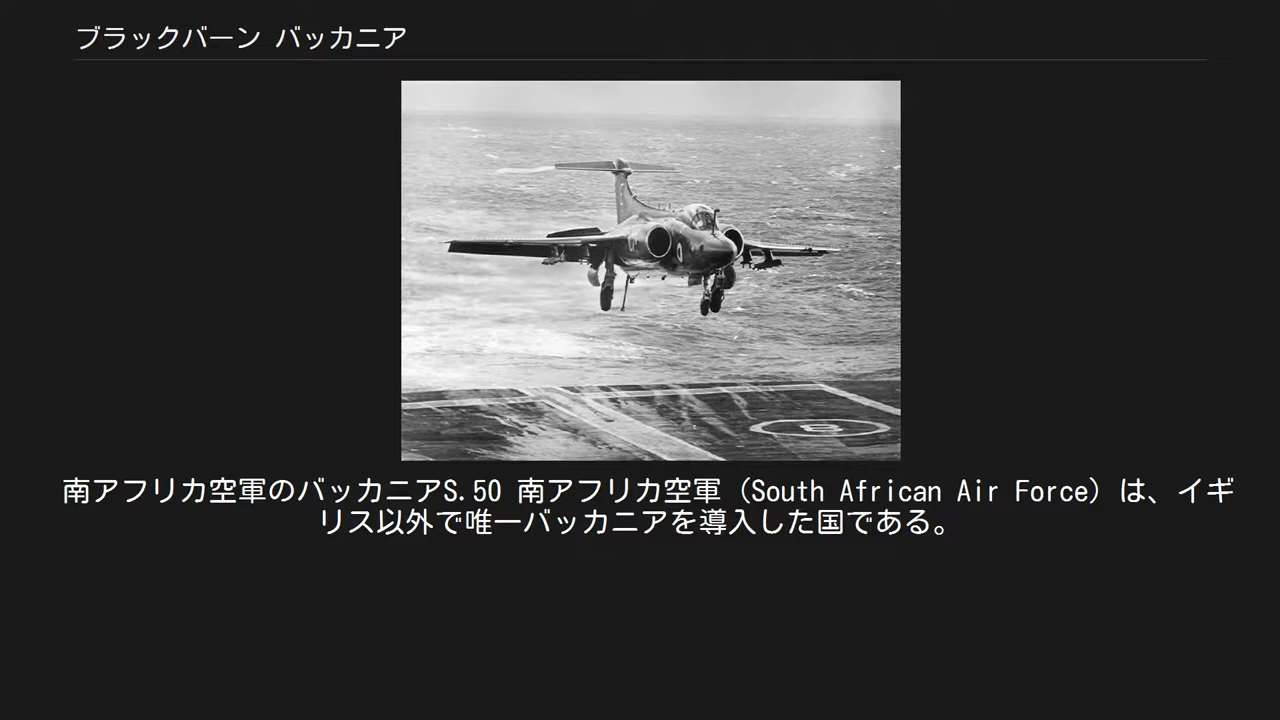 ブラックバーン バッカニア
南アフリカ空軍のバッカニアS.50 南アフリカ空軍（South African Air Force）は、イギ
リス以外で唯一バッカニアを導入した国である。